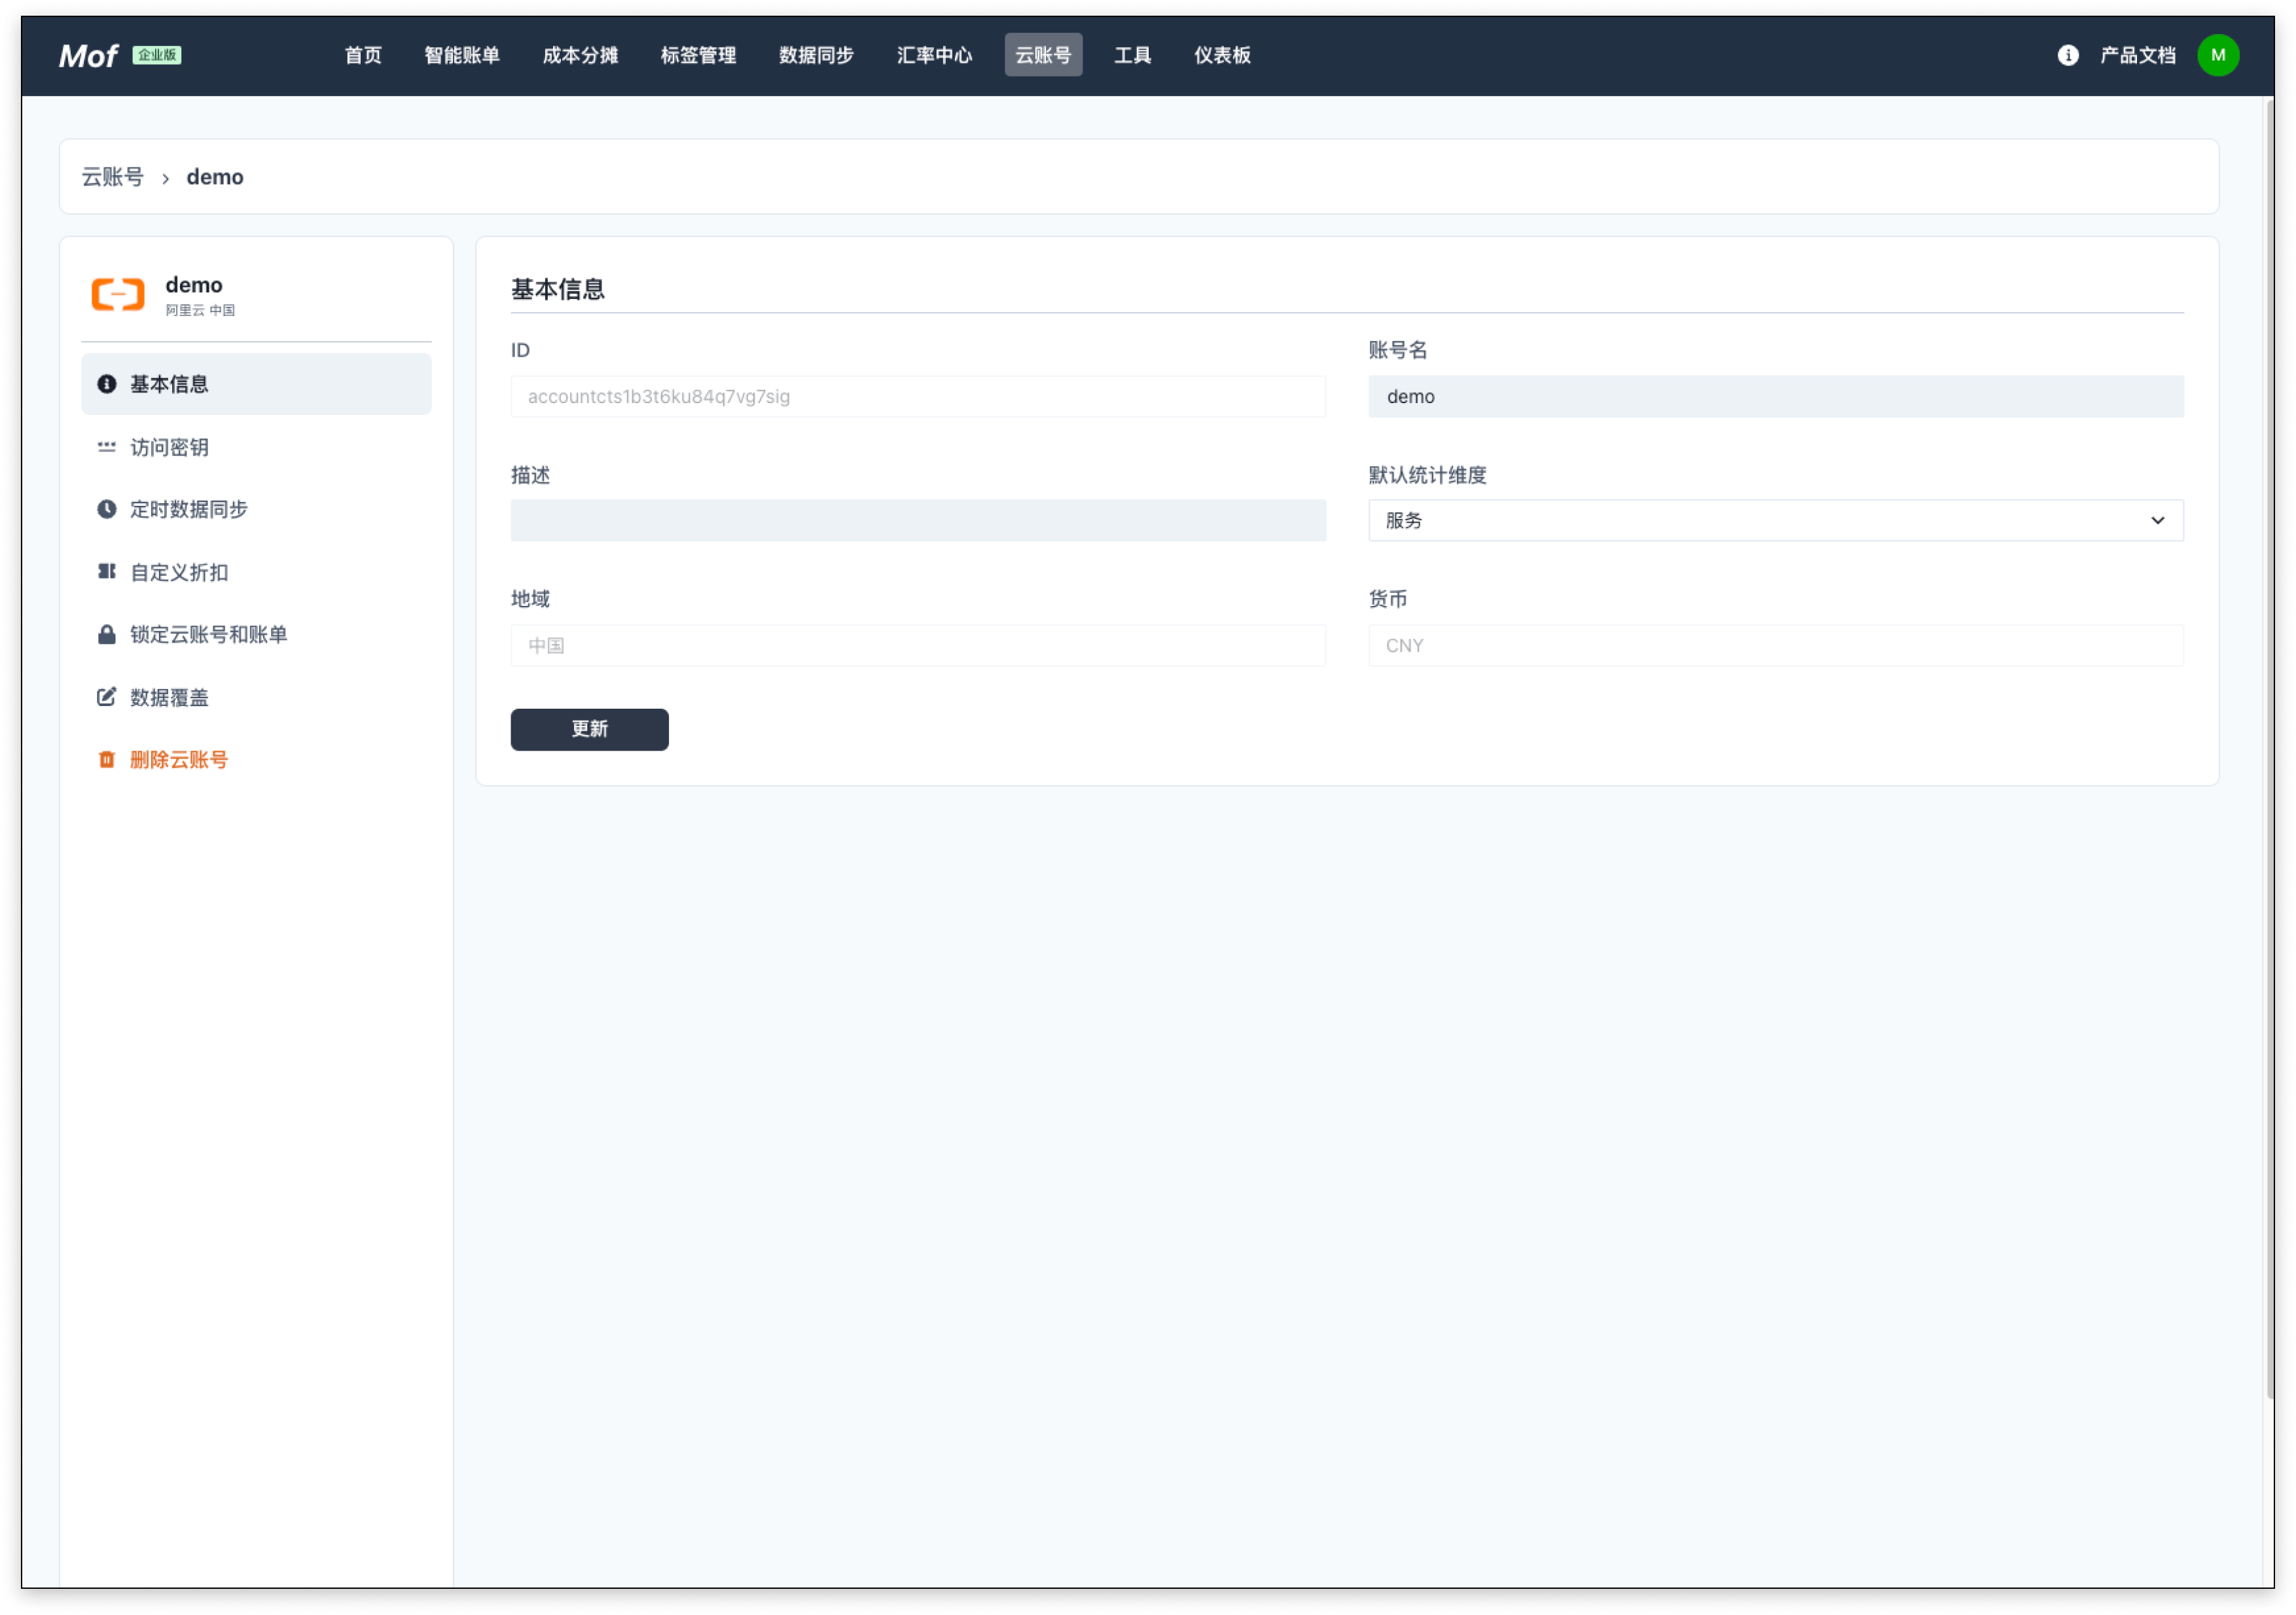 Mof 企业版 首页 智能账单 成本分摊 标签管理 数据同步 汇率中心 云账号 工具 仪表板 产品文档 M
云账号 › demo
demo
阿里云 中国
基本信息
访问密钥
定时数据同步
自定义折扣
锁定云账号和账单
数据覆盖
删除云账号
基本信息
ID 账号名
accountcts1b3t6ku84q7vg7sig demo
描述 默认统计维度
服务
地域 货币
中国 CNY
更新